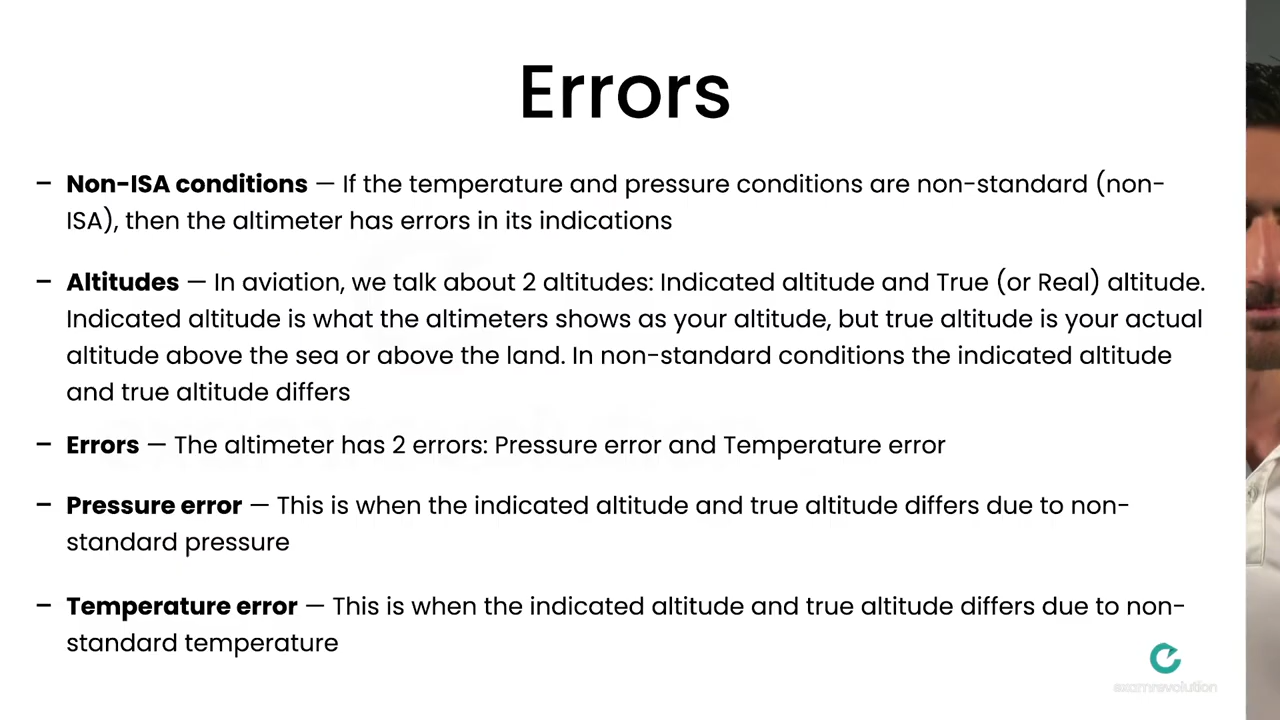 Errors
– Non-ISA conditions — If the temperature and pressure conditions are non-standard (non-
ISA), then the altimeter has errors in its indications
– Altitudes — In aviation, we talk about 2 altitudes: Indicated altitude and True (or Real) altitude.
Indicated altitude is what the altimeters shows as your altitude, but true altitude is your actual
altitude above the sea or above the land. In non-standard conditions the indicated altitude
and true altitude differs
– Errors — The altimeter has 2 errors: Pressure error and Temperature error
– Pressure error — This is when the indicated altitude and true altitude differs due to non-
standard pressure
– Temperature error — This is when the indicated altitude and true altitude differs due to non-
standard temperature
examrevolution